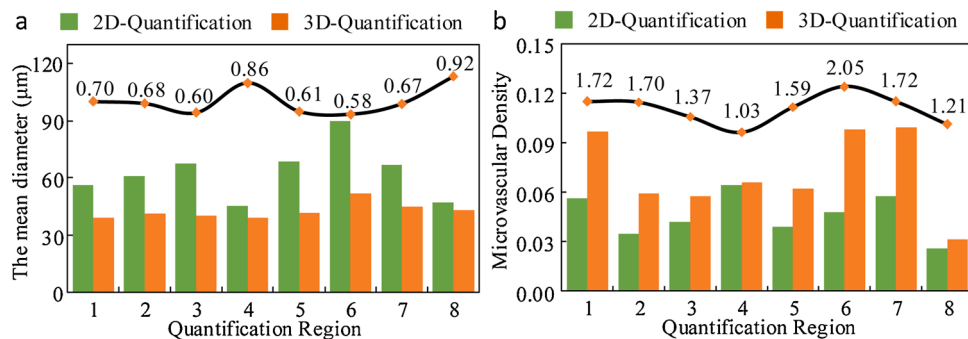 a
2D-Quantification 3D-Quantification
The mean diameter (μm)
120
90
60
30
0
0.70 0.68 0.60 0.86 0.61 0.58 0.67 0.92
1 2 3 4 5 6 7 8
Quantification Region
b
2D-Quantification 3D-Quantification
Microvascular Density
0.15
0.12
0.09
0.06
0.03
0.00
1.72 1.70 1.37 1.03 1.59 2.05 1.72 1.21
1 2 3 4 5 6 7 8
Quantification Region